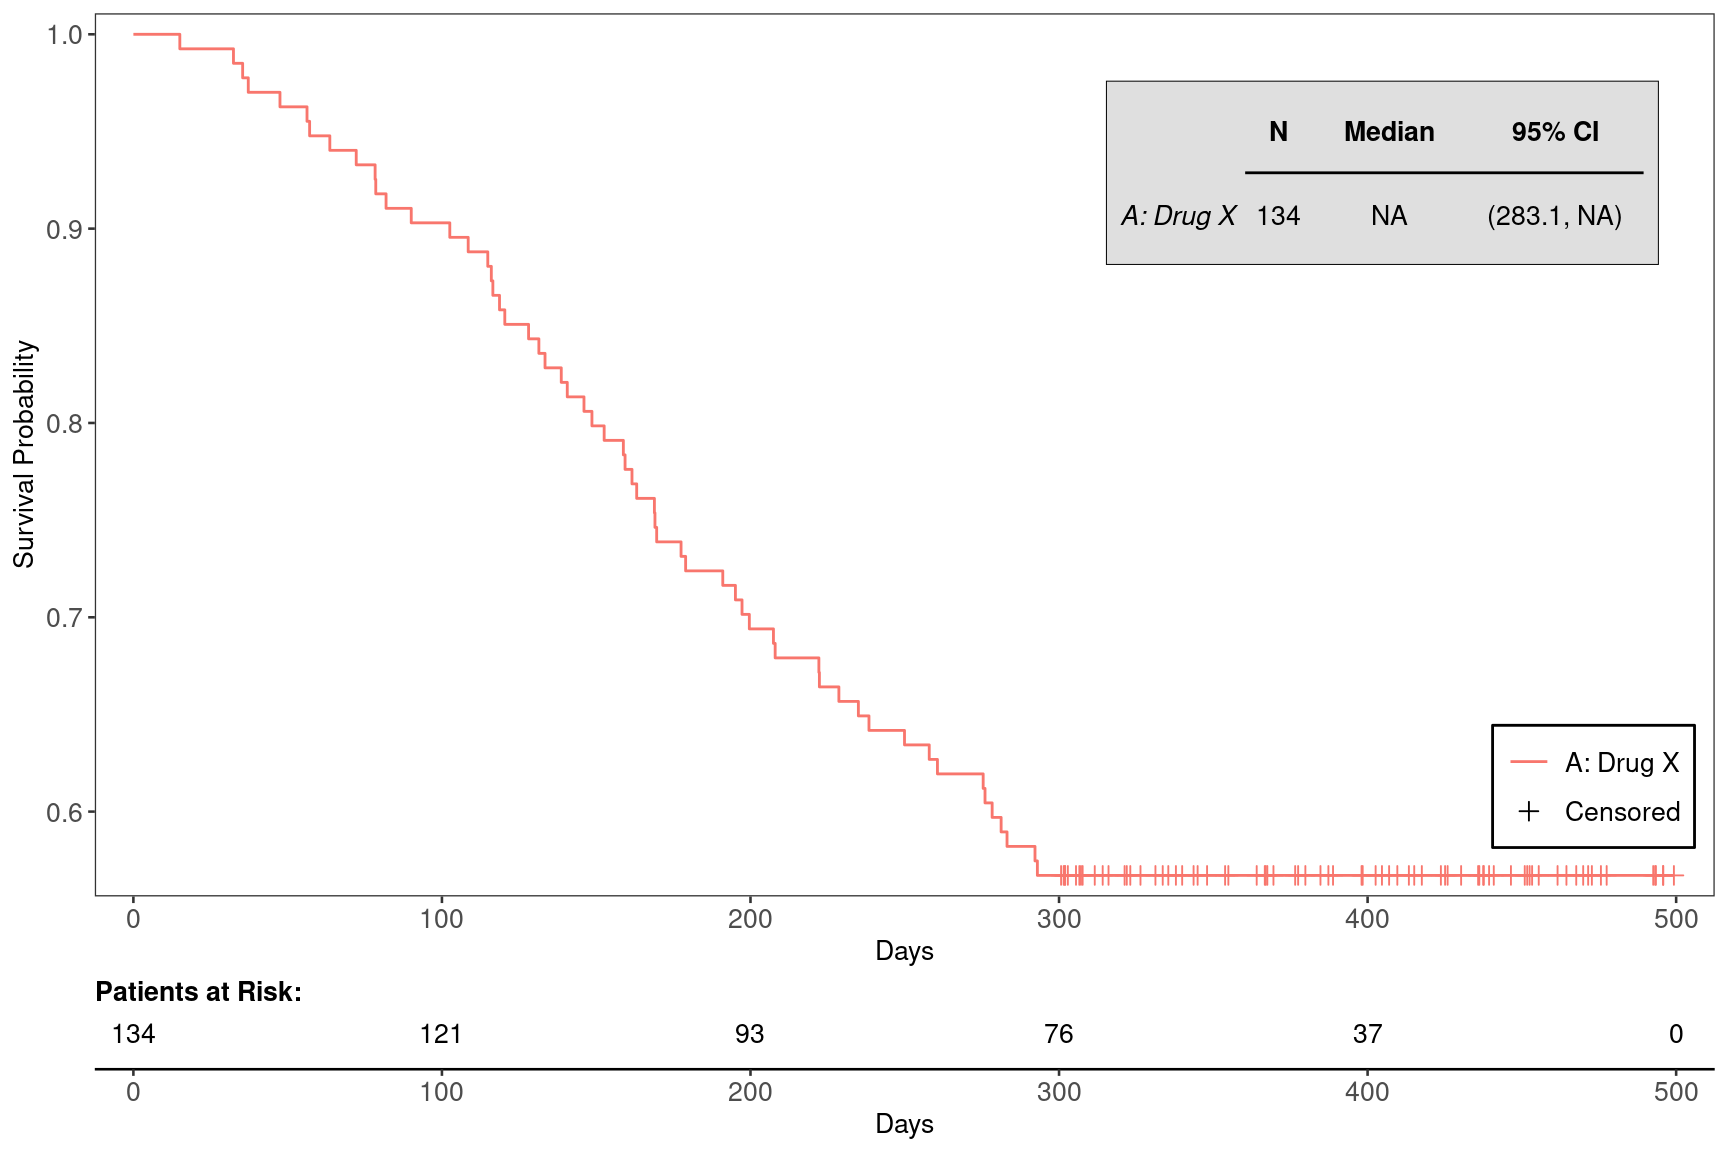 1.0
0.9
0.8
0.7
0.6
Survival Probability
N Median 95% CI
A: Drug X 134 NA (283.1, NA)
A: Drug X
Censored
0 100 200 300 400 500
Days
Patients at Risk:
134 121 93 76 37 0
0 100 200 300 400 500
Days